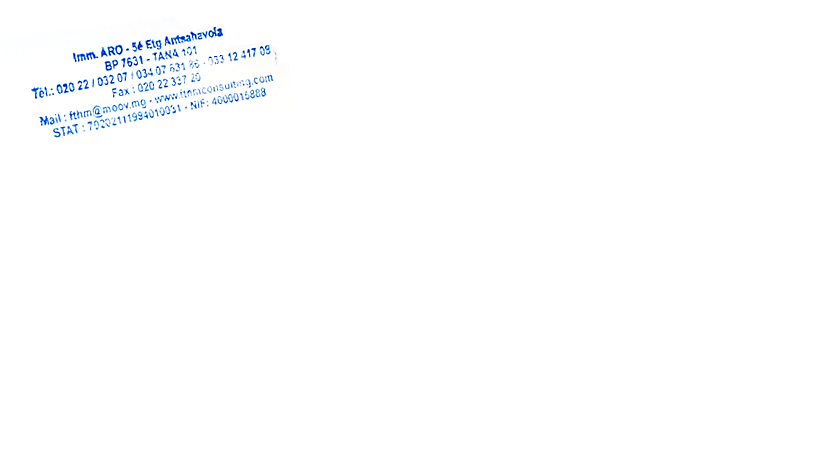 Imm. ARO - 5è Etg Antsahavola
BP 7631 - TANA 101
Tél.: 020 22 / 032 07 / 034 07 631 86 - 033 12 417 08
Fax : 020 22 337 20
Mail : fthm@moov.mg - www.fthmconsulting.com
STAT : 70202111994010031 - NIF: 4000015888